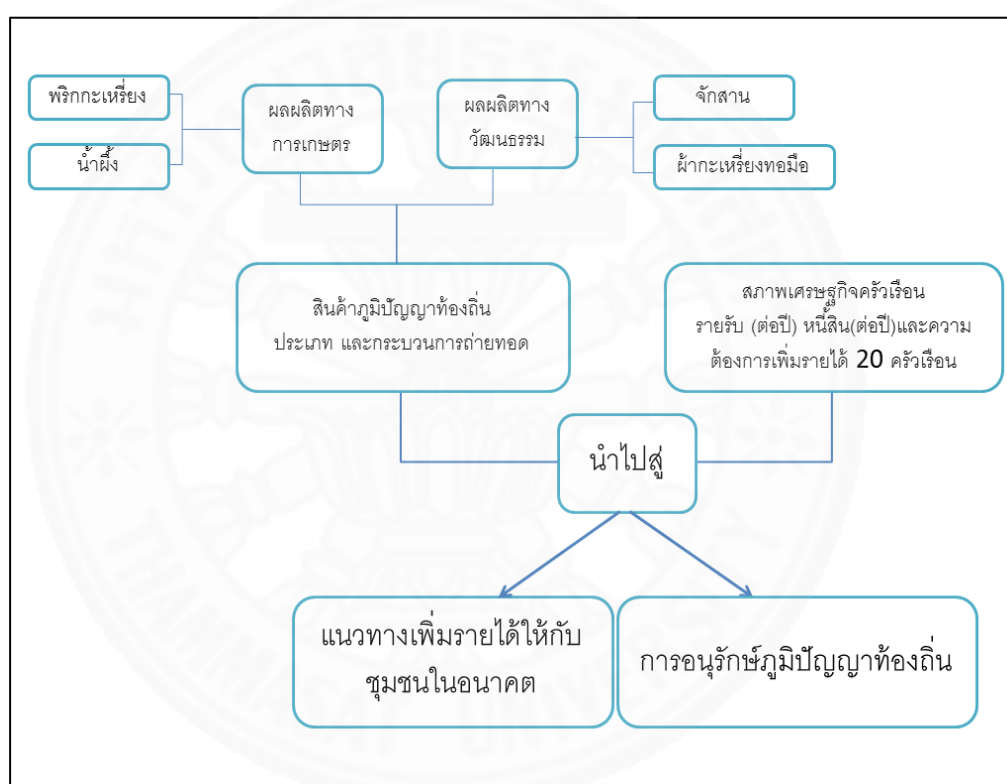 พริกกะเหรี่ยง
น้ำผึ้ง
ผลผลิตทาง
การเกษตร
ผลผลิตทาง
วัฒนธรรม
จักสาน
ผ้ากะเหรี่ยงทอมือ
สินค้าภูมิปัญญาท้องถิ่น
ประเภท และกระบวนการถ่ายทอด
สภาพเศรษฐกิจครัวเรือน
รายรับ (ต่อปี) หนี้สิน(ต่อปี)และความ
ต้องการเพิ่มรายได้ 20 ครัวเรือน
นำไปสู่
แนวทางเพิ่มรายได้ให้กับ
ชุมชนในอนาคต
การอนุรักษ์ภูมิปัญญาท้องถิ่น